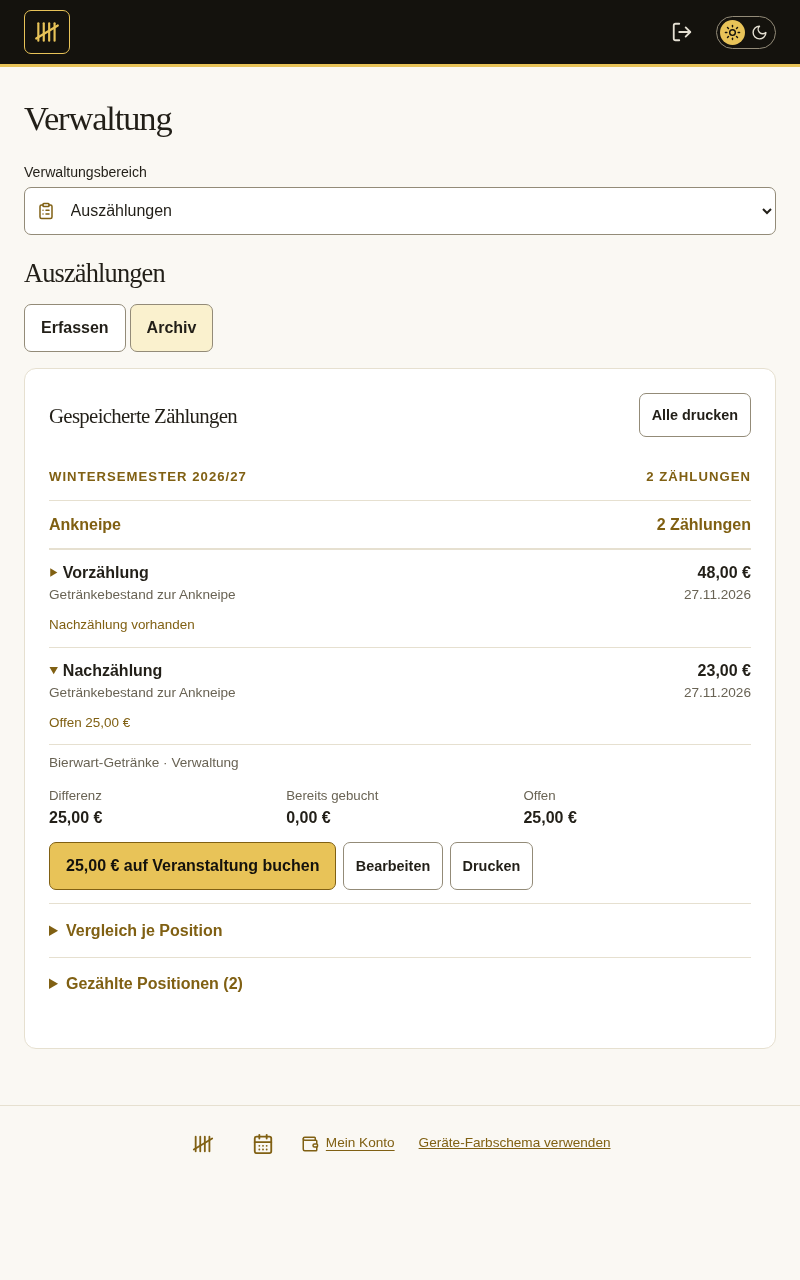 Verwaltung
Verwaltungsbereich
Auszählungen
Auszählungen
Erfassen Archiv
Gespeicherte Zählungen Alle drucken
WINTERSEMESTER 2026/27 2 ZÄHLUNGEN
Ankneipe 2 Zählungen
Vorzählung 48,00 €
Getränkebestand zur Ankneipe 27.11.2026
Nachzählung vorhanden
Nachzählung 23,00 €
Getränkebestand zur Ankneipe 27.11.2026
Offen 25,00 €
Bierwart-Getränke · Verwaltung
Differenz Bereits gebucht Offen
25,00 € 0,00 € 25,00 €
25,00 € auf Veranstaltung buchen Bearbeiten Drucken
Vergleich je Position
Gezählte Positionen (2)
Mein Konto Geräte-Farbschema verwenden